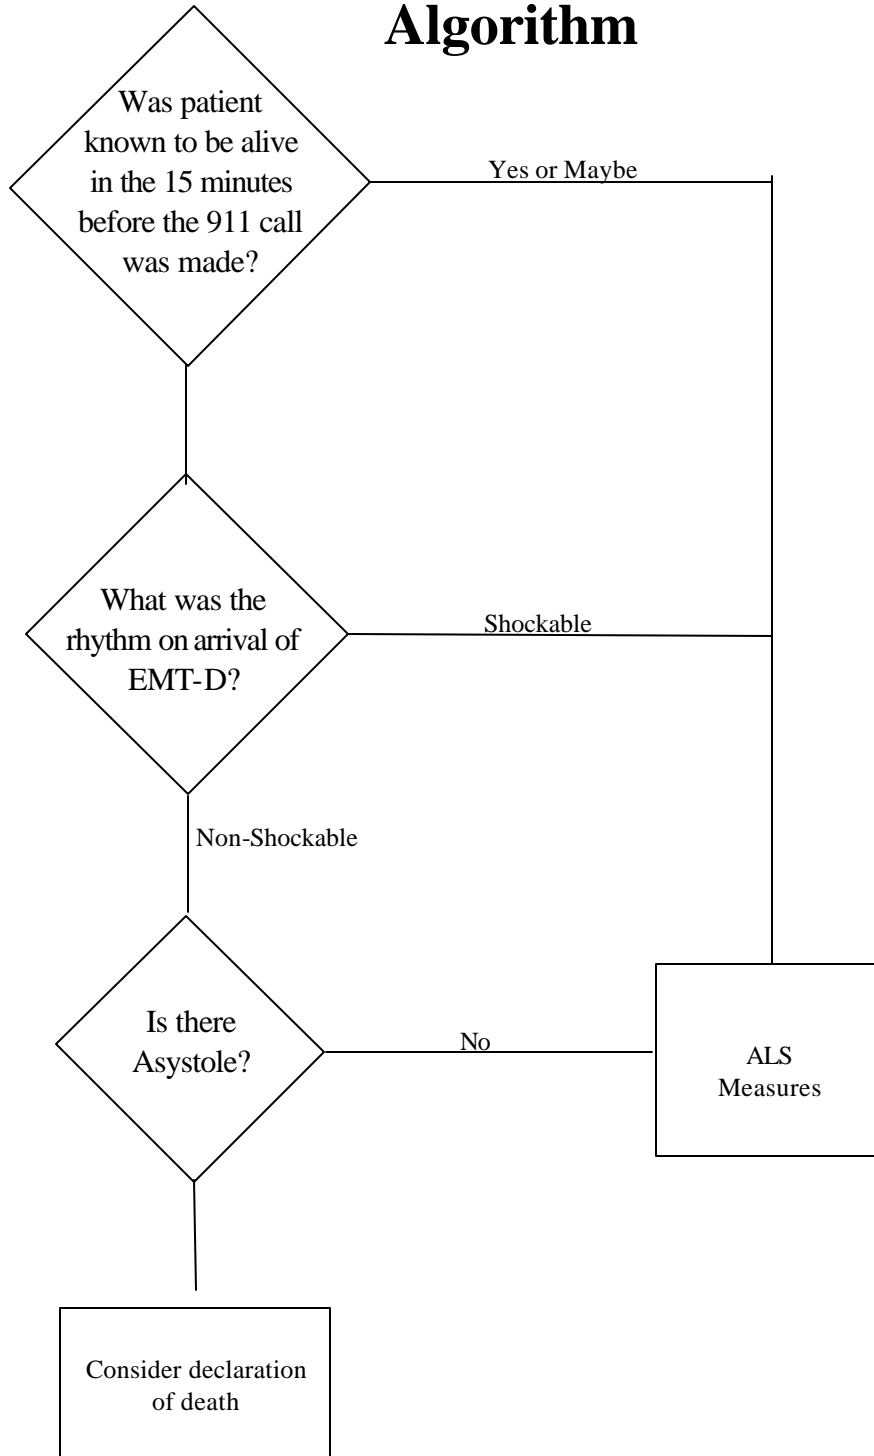 Algorithm
Was patient
known to be alive
in the 15 minutes
before the 911 call
was made?
Yes or Maybe
What was the
rhythm on arrival of
EMT-D?
Shockable
Non-Shockable
Is there
Asystole?
No
ALS
Measures
Consider declaration
of death